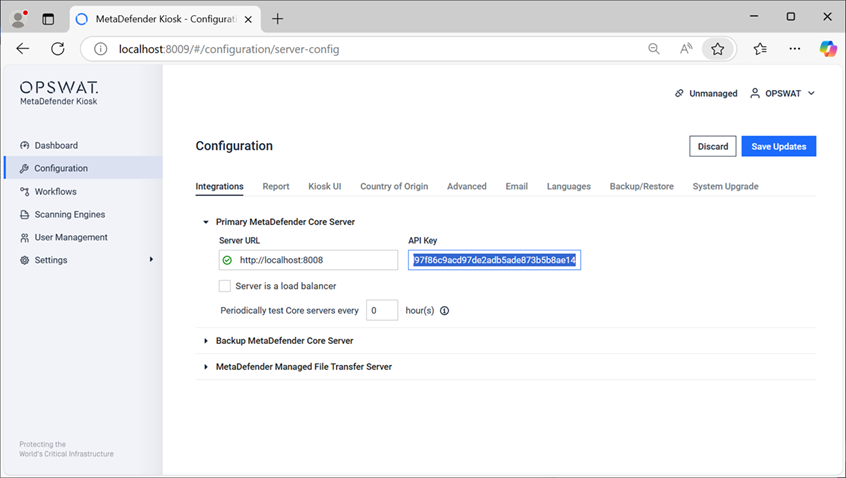 MetaDefender Kiosk - Configurati
localhost:8009/#/configuration/server-config
OPSWAT.
MetaDefender Kiosk
Unmanaged
OPSWAT
Dashboard
Configuration
Workflows
Scanning Engines
User Management
Settings
Configuration
Discard
Save Updates
Integrations Report Kiosk UI Country of Origin Advanced Email Languages Backup/Restore System Upgrade
Primary MetaDefender Core Server
Server URL API Key
http://localhost:8008 97f86c9acd97de2adb5ade873b5b8ae14
Server is a load balancer
Periodically test Core servers every 0 hour(s)
Backup MetaDefender Core Server
MetaDefender Managed File Transfer Server
Protecting the
World's Critical Infrastructure